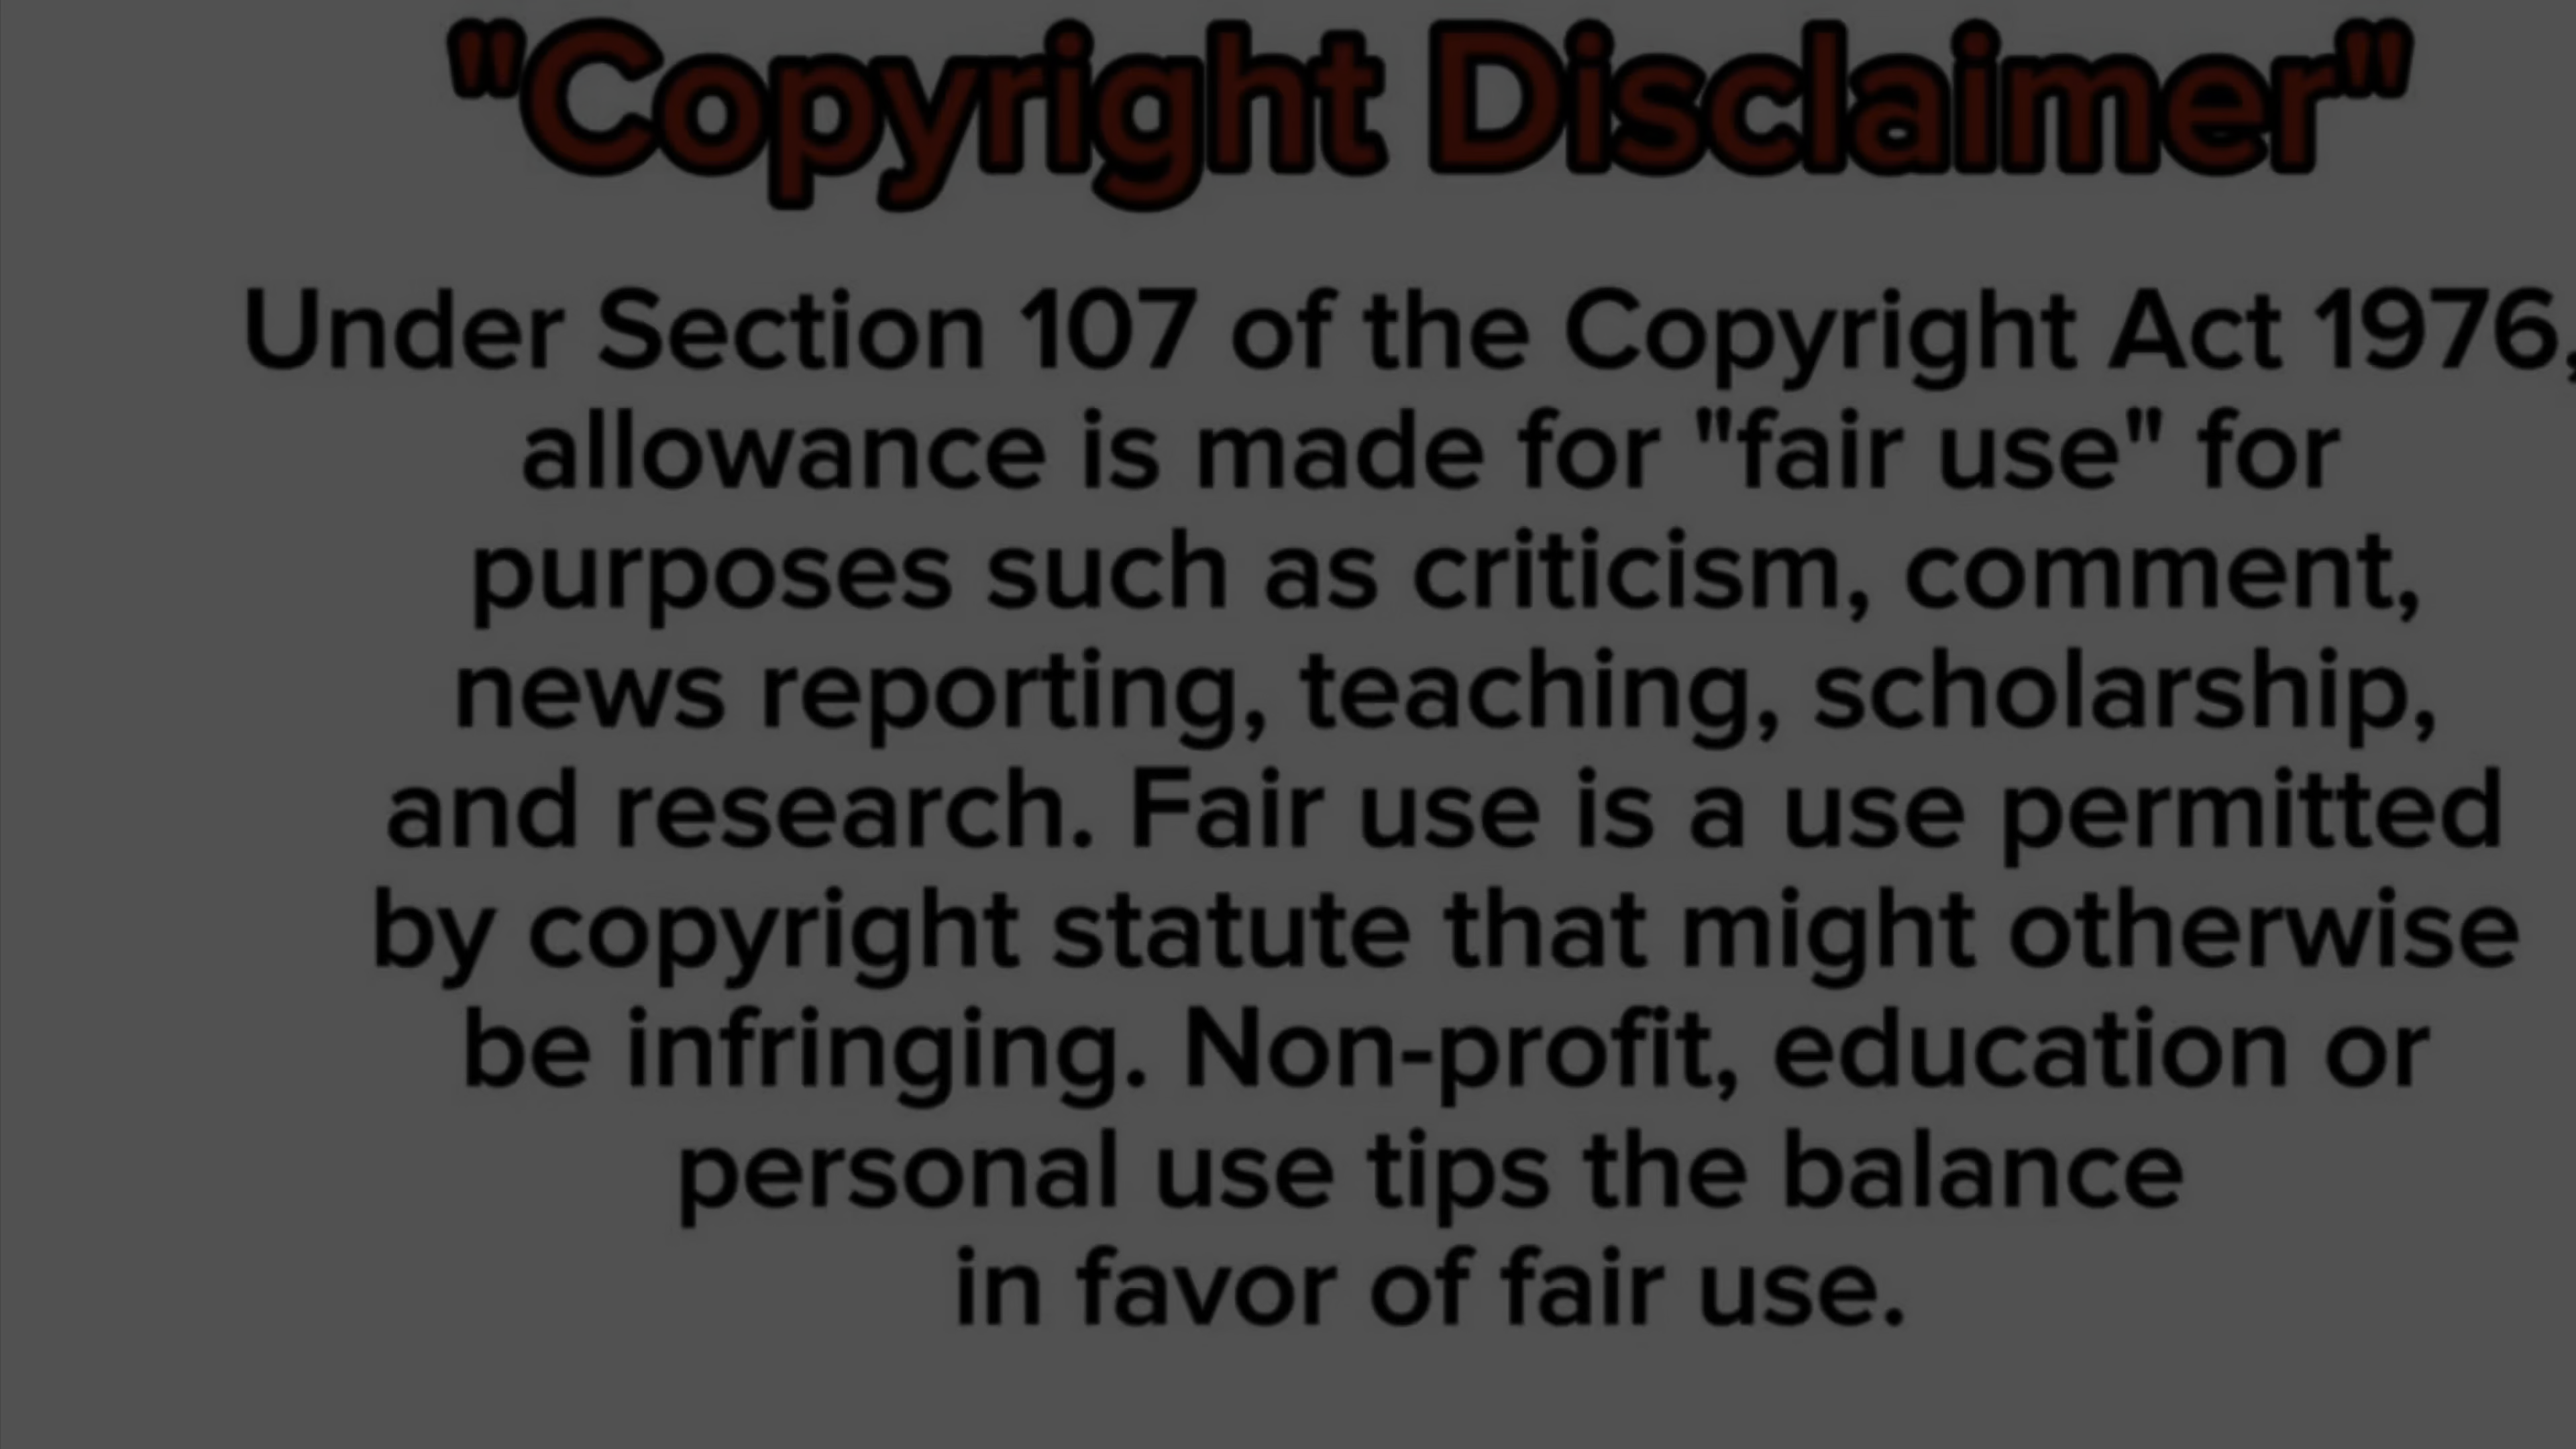 "Copyright Disclaimer"
Under Section 107 of the Copyright Act 1976,
allowance is made for "fair use" for
purposes such as criticism, comment,
news reporting, teaching, scholarship,
and research. Fair use is a use permitted
by copyright statute that might otherwise
be infringing. Non-profit, education or
personal use tips the balance
in favor of fair use.